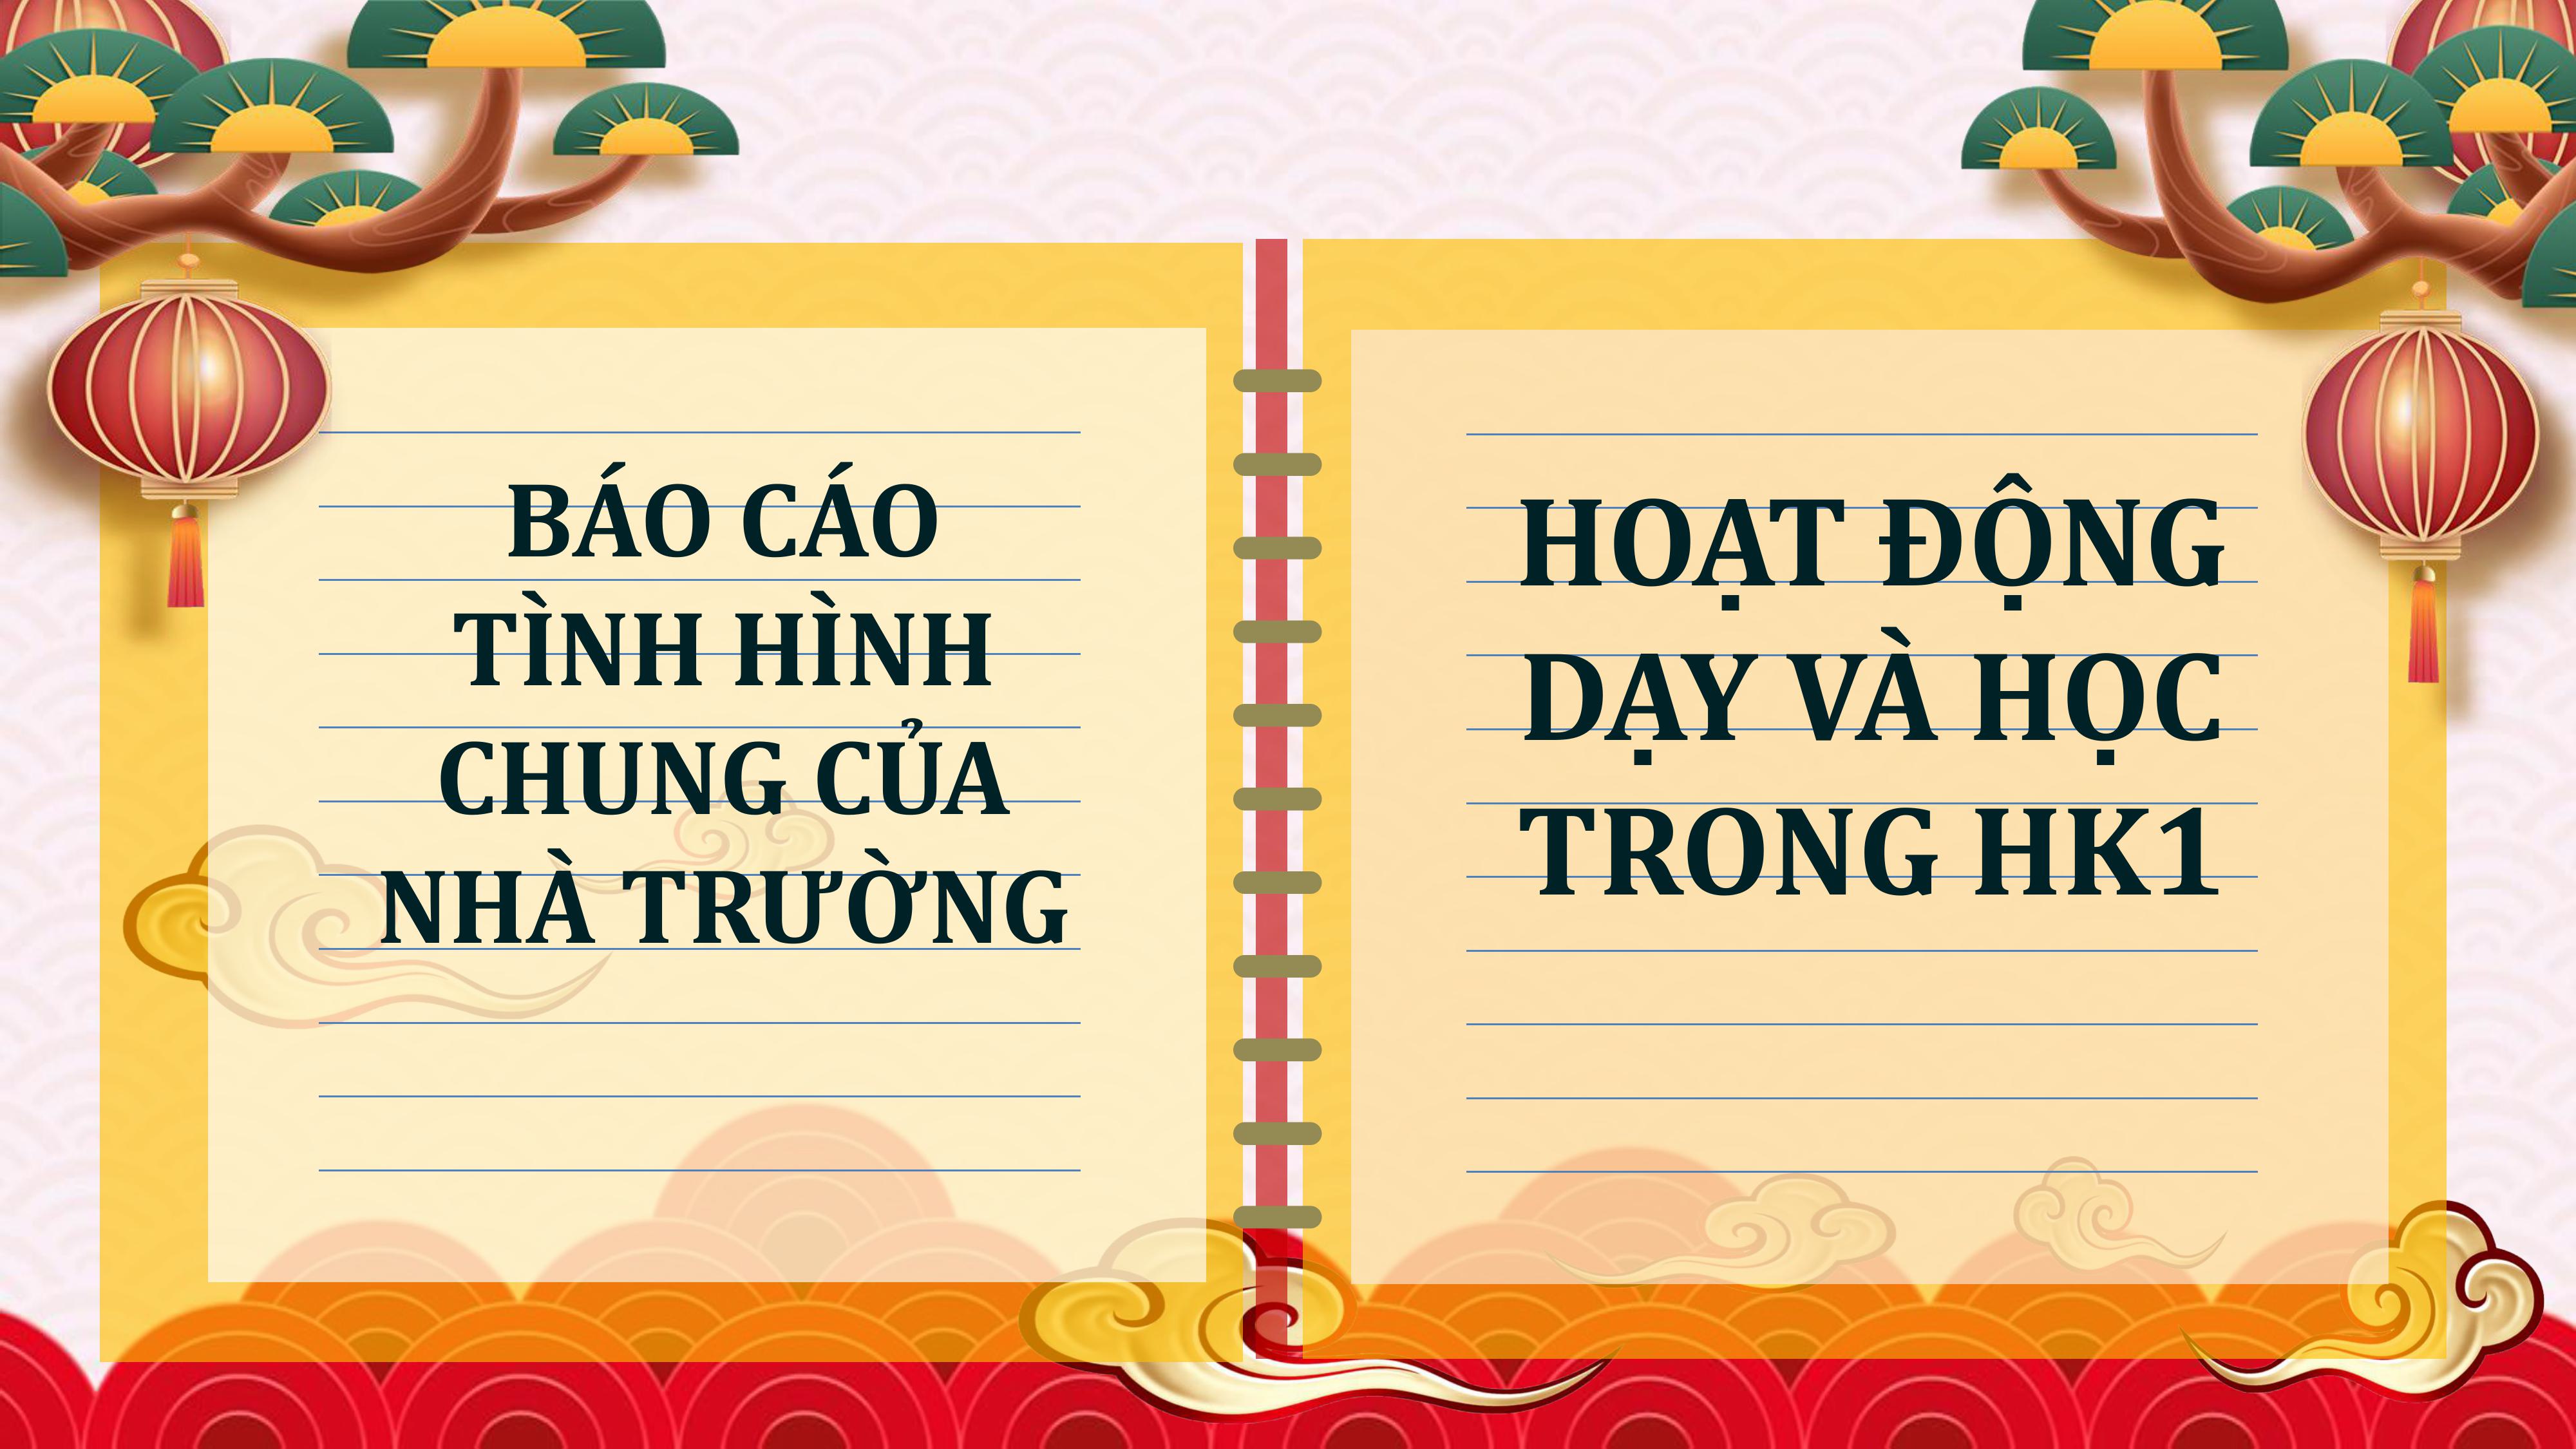 BÁO CÁO
TÌNH HÌNH
CHUNG CỦA
NHÀ TRƯỜNG
HOẠT ĐỘNG
DẠY VÀ HỌC
TRONG HK1